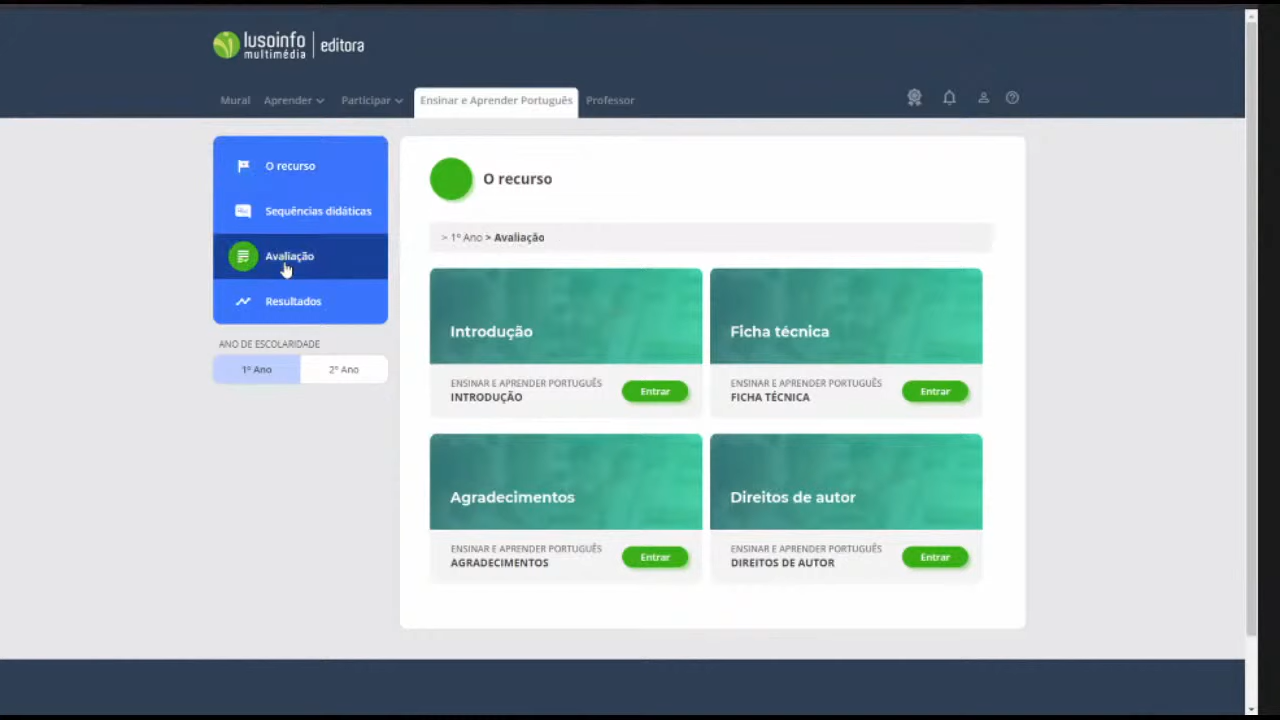 lusoinfo
multimédia
editora
Mural
Aprender
Participar
Ensinar e Aprender Português
Professor
O recurso
Sequências didáticas
Avaliação
Resultados
ANO DE ESCOLARIDADE
1º Ano
2º Ano
O recurso
> 1º Ano > Avaliação
Introdução
ENSINAR E APRENDER PORTUGUÊS
INTRODUÇÃO
Entrar
Ficha técnica
ENSINAR E APRENDER PORTUGUÊS
FICHA TÉCNICA
Entrar
Agradecimentos
ENSINAR E APRENDER PORTUGUÊS
AGRADECIMENTOS
Entrar
Direitos de autor
ENSINAR E APRENDER PORTUGUÊS
DIREITOS DE AUTOR
Entrar